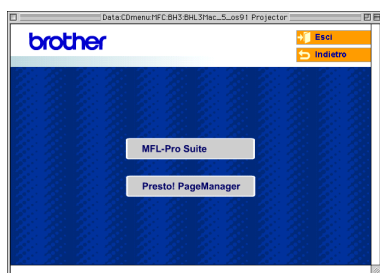 Data:CDmenu:MFC:BH3:BHL3Mac_5_os91 Projector
brother
Esci
Indietro
MFL-Pro Suite
Presto! PageManager